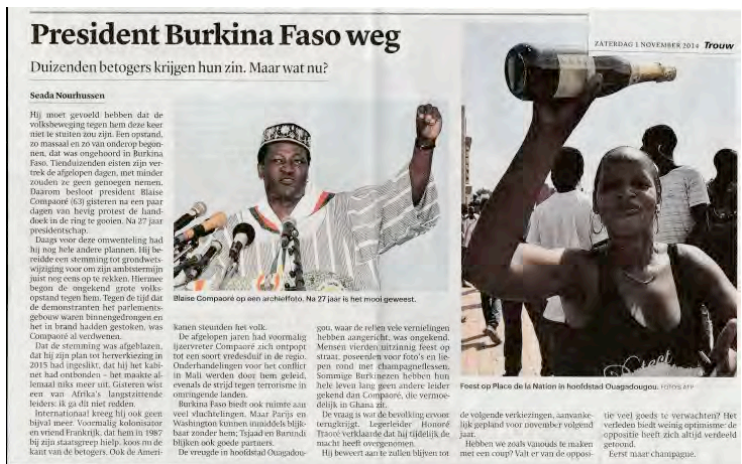 President Burkina Faso weg
Duizenden betogers krijgen hun zin. Maar wat nu?
ZATERDAG 1 NOVEMBER 2014 Trouw
Seada Nourhussen
Hij moet gevoeld hebben dat de
volksbeweging tegen hem deze keer
niet te stuiten zou zijn. Een opstand,
zo massaal en zo van onderop begon-
nen, dat was ongehoord in Burkina
Faso. Tienduizenden eisten zijn ver-
trek de afgelopen dagen, met minder
zouden ze geen genoegen nemen.
Daarom besloot president Blaise
Compaoré (63) gisteren na een paar
dagen van hevig protest de hand-
doek in de ring te gooien. Na 27 jaar
presidentschap.
Daags voor deze omwenteling had
hij nog hele andere plannen. Hij be-
reidde een stemming tot grondwets-
wijziging voor om zijn ambtstermijn
juist nog eens op te rekken. Hiermee
begon de ongekend grote volks-
opstand tegen hem. Tegen de tijd dat
de demonstranten het parlements-
gebouw waren binnengedrongen en
het in brand hadden gestoken, was
Compaoré al verdwenen.
Dat de stemming was afgeblazen,
dat hij zijn plan tot herverkiezing in
2015 had ingeslikt, dat hij het kabi-
net had ontbonden - het maakte al-
lemaal niks meer uit. Gisteren wist
een van Afrika's langstzittende
leiders: ik ga dit niet redden.
Internationaal kreeg hij ook geen
bijval meer. Voormalig kolonisator
en vriend Frankrijk, dat hem in 1987
bij zijn staatsgreep hielp, koos nu de
kant van de betogers. Ook de Ameri-
Blaise Compaoré op een archieffoto. Na 27 jaar is het mooi geweest.
kanen steunden het volk.
De afgelopen jaren had voormalig
ijzervreter Compaoré zich ontpopt
tot een soort vredesduif in de regio.
Onderhandelingen voor het conflict
in Mali werden door hem geleid,
evenals de strijd tegen terrorisme in
omringende landen.
Burkina Faso biedt ook ruimte aan
veel vluchtelingen. Maar Parijs en
Washington kunnen inmiddels blijk-
baar zonder hem; Tsjaad en Burundi
blijken ook goede partners.
De vreugde in hoofdstad Ouagadou-
gou, waar de rellen vele vernielingen
hebben aangericht, was ongekend.
Mensen vierden uitzinnig feest op
straat, poseerden voor foto's en lie-
pen rond met champagneflessen.
Sommige Burkinezen hebben hun
hele leven lang geen andere leider
gekend dan Compaoré, die vermoe-
delijk in Ghana zit.
De vraag is wat de bevolking ervoor
terugkrijgt. Legerleider Honoré
Traoré verklaarde dat hij tijdelijk de
macht heeft overgenomen.
Hij beweert aan te zullen blijven tot
Feest op Place de la Nation in hoofdstad Ouagadougou. FOTO'S AFP
de volgende verkiezingen, aanvanke-
lijk gepland voor november volgend
jaar.
Hebben we zoals vanouds te maken
met een coup? Valt er van de opposi-
tie veel goeds te verwachten? Het
verleden biedt weinig optimisme: de
oppositie heeft zich altijd verdeeld
getoond.
Eerst maar champagne.